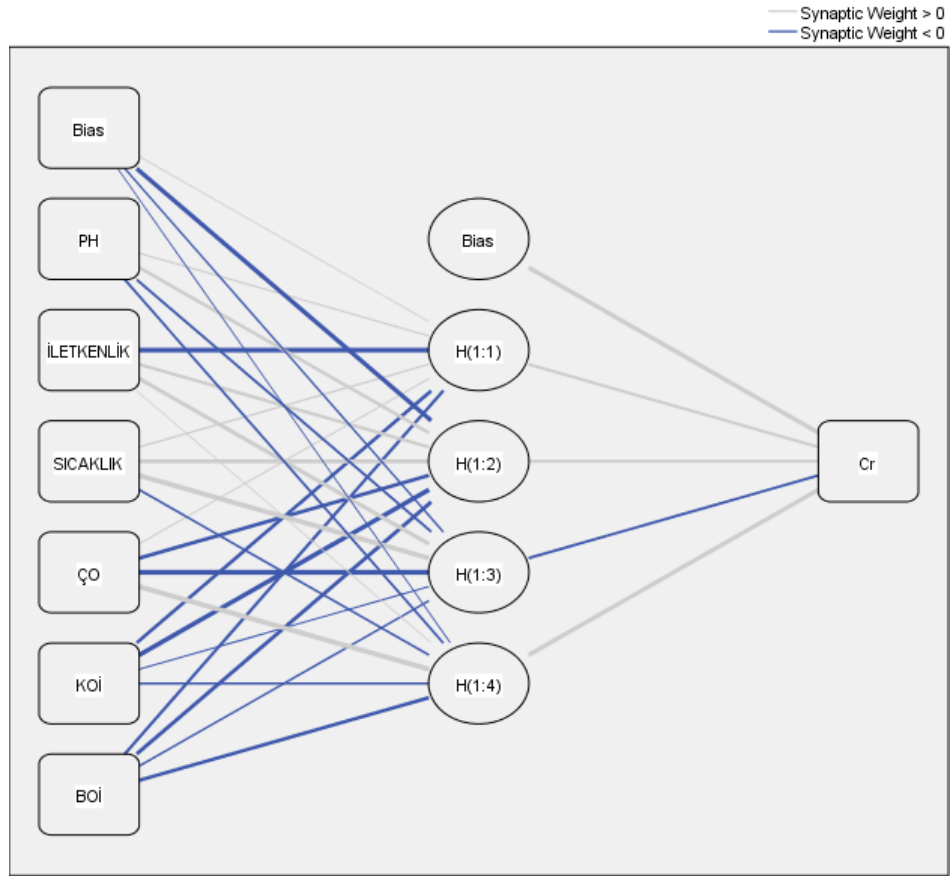 Synaptic Weight > 0
Synaptic Weight < 0
Bias
PH
İLETKENLİK
SICAKLIK
ÇO
KOİ
BOİ
Bias
H(1:1)
H(1:2)
H(1:3)
H(1:4)
Cr